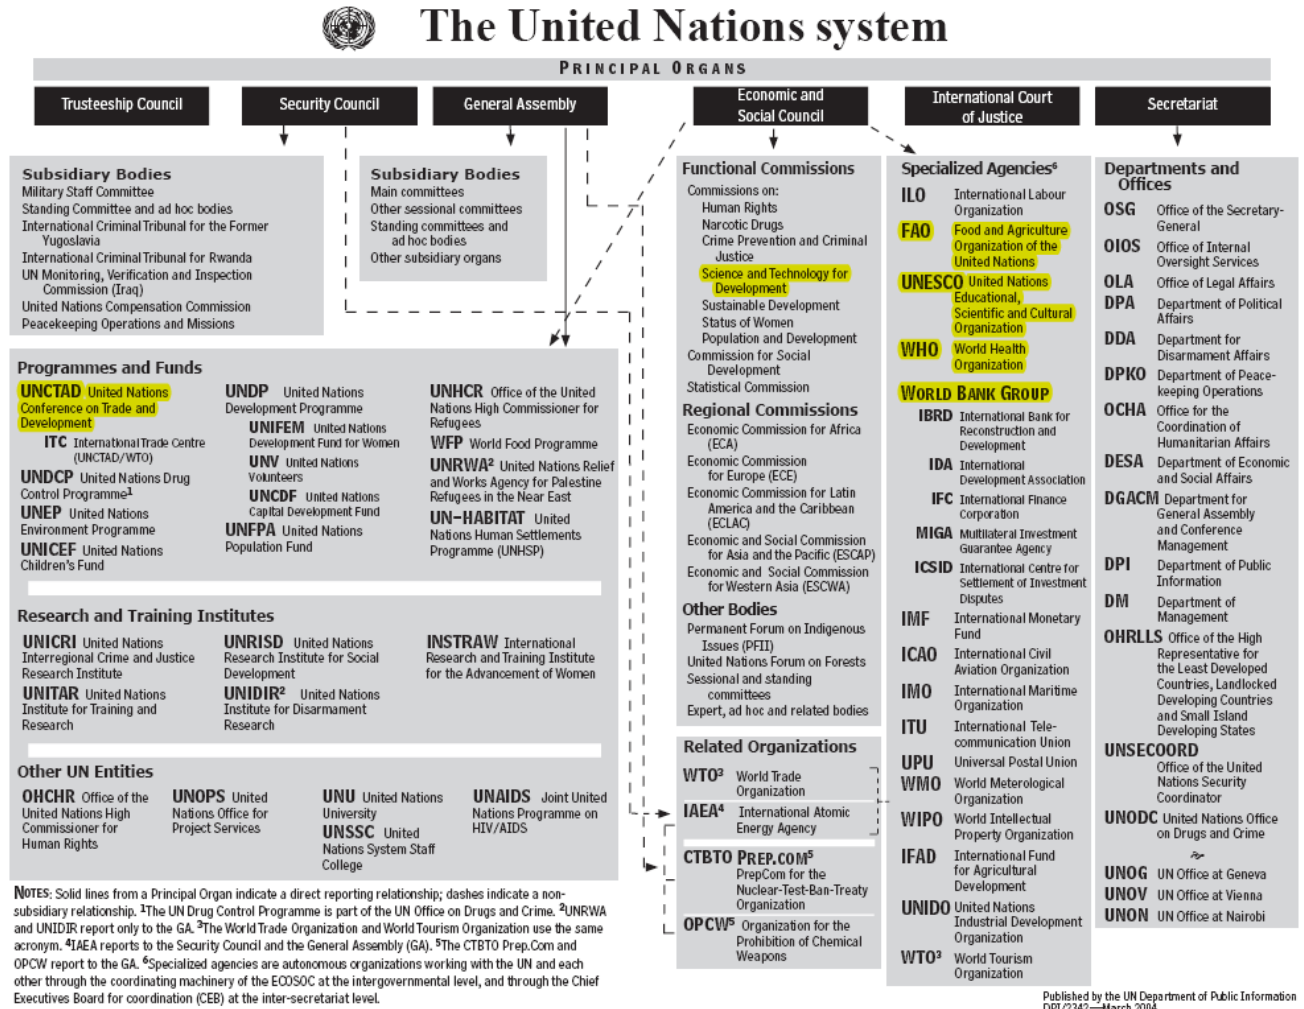 The United Nations system
PRINCIPAL ORGANS
Trusteeship Council
Security Council
General Assembly
Economic and
Social Council
International Court
of Justice
Secretariat
Subsidiary Bodies
Military Staff Committee
Standing Committee and ad hoc bodies
International Criminal Tribunal for the Former
Yugoslavia
International Criminal Tribunal for Rwanda
UN Monitoring, Verification and Inspection
Commission (Iraq)
United Nations Compensation Commission
Peacekeeping Operations and Missions
Subsidiary Bodies
Main committees
Other sessional committees
Standing committees and
ad hoc bodies
Other subsidiary organs
Programmes and Funds
UNCTAD United Nations
Conference on Trade and
Development
ITC International Trade Centre
(UNCTAD/WTO)
UNDCP United Nations Drug
Control Programme¹
UNEP United Nations
Environment Programme
UNICEF United Nations
Children's Fund
UNDP United Nations
Development Programme
UNIFEM United Nations
Development Fund for Women
UNV United Nations
Volunteers
UNCDF United Nations
Capital Development Fund
UNFPA United Nations
Population Fund
UNHCR Office of the United
Nations High Commissioner for
Refugees
WFP World Food Programme
UNRWA² United Nations Relief
and Works Agency for Palestine
Refugees in the Near East
UN-HABITAT United
Nations Human Settlements
Programme (UNHSP)
Research and Training Institutes
UNICRI United Nations
Interregional Crime and Justice
Research Institute
UNITAR United Nations
Institute for Training and
Research
UNRISD United Nations
Research Institute for Social
Development
UNIDIR² United Nations
Institute for Disarmament
Research
INSTRAW International
Research and Training Institute
for the Advancement of Women
Other UN Entities
OHCHR Office of the
United Nations High
Commissioner for
Human Rights
UNOPS United
Nations Office for
Project Services
UNU United Nations
University
UNSSC United
Nations System Staff
College
UNAIDS Joint United
Nations Programme on
HIV/AIDS
Functional Commissions
Commissions on:
Human Rights
Narcotic Drugs
Crime Prevention and Criminal
Justice
Science and Technology for
Development
Sustainable Development
Status of Women
Population and Development
Commission for Social
Development
Statistical Commission
Regional Commissions
Economic Commission for Africa
(ECA)
Economic Commission
for Europe (ECE)
Economic Commission for Latin
America and the Caribbean
(ECLAC)
Economic and Social Commission
for Asia and the Pacific (ESCAP)
Economic and Social Commission
for Western Asia (ESCWA)
Other Bodies
Permanent Forum on Indigenous
Issues (PFII)
United Nations Forum on Forests
Sessional and standing
committees
Expert, ad hoc and related bodies
Related Organizations
WTO³ World Trade
Organization
IAEA⁴ International Atomic
Energy Agency
CTBTO PREP.COM⁵
PrepCom for the
Nuclear-Test-Ban-Treaty
Organization
OPCW⁵ Organization for the
Prohibition of Chemical
Weapons
Specialized Agencies⁶
ILO International Labour
Organization
FAO Food and Agriculture
Organization of the
United Nations
UNESCO United Nations
Educational,
Scientific and Cultural
Organization
WHO World Health
Organization
WORLD BANK GROUP
IBRD International Bank for
Reconstruction and
Development
IDA International
Development Association
IFC International Finance
Corporation
MIGA Multilateral Investment
Guarantee Agency
ICSID International Centre for
Settlement of Investment
Disputes
IMF International Monetary
Fund
ICAO International Civil
Aviation Organization
IMO International Maritime
Organization
ITU International Tele-
communication Union
UPU Universal Postal Union
WMO World Meterological
Organization
WIPO World Intellectual
Property Organization
IFAD International Fund
for Agricultural
Development
UNIDO United Nations
Industrial Development
Organization
WTO³ World Tourism
Organization
Departments and
Offices
OSG Office of the Secretary-
General
OIOS Office of Internal
Oversight Services
OLA Office of Legal Affairs
DPA Department of Political
Affairs
DDA Department for
Disarmament Affairs
DPKO Department of Peace-
keeping Operations
OCHA Office for the
Coordination of
Humanitarian Affairs
DESA Department of Economic
and Social Affairs
DGACM Department for
General Assembly
and Conference
Management
DPI Department of Public
Information
DM Department of
Management
OHRLLS Office of the High
Representative for
the Least Developed
Countries, Landlocked
Developing Countries
and Small Island
Developing States
UNSECOORD
Office of the United
Nations Security
Coordinator
UNODC United Nations Office
on Drugs and Crime
UNOG UN Office at Geneva
UNOV UN Office at Vienna
UNON UN Office at Nairobi
NOTES: Solid lines from a Principal Organ indicate a direct reporting relationship; dashes indicate a non-
subsidiary relationship. ¹The UN Drug Control Programme is part of the UN Office on Drugs and Crime. ²UNRWA
and UNIDIR report only to the GA. ³The World Trade Organization and World Tourism Organization use the same
acronym. ⁴IAEA reports to the Security Council and the General Assembly (GA). ⁵The CTBTO Prep.Com and
OPCW report to the GA. ⁶Specialized agencies are autonomous organizations working with the UN and each
other through the coordinating machinery of the ECOSOC at the intergovernmental level, and through the Chief
Executives Board for coordination (CEB) at the inter-secretariat level.
Published by the UN Department of Public Information
DPI/2342—March 2004